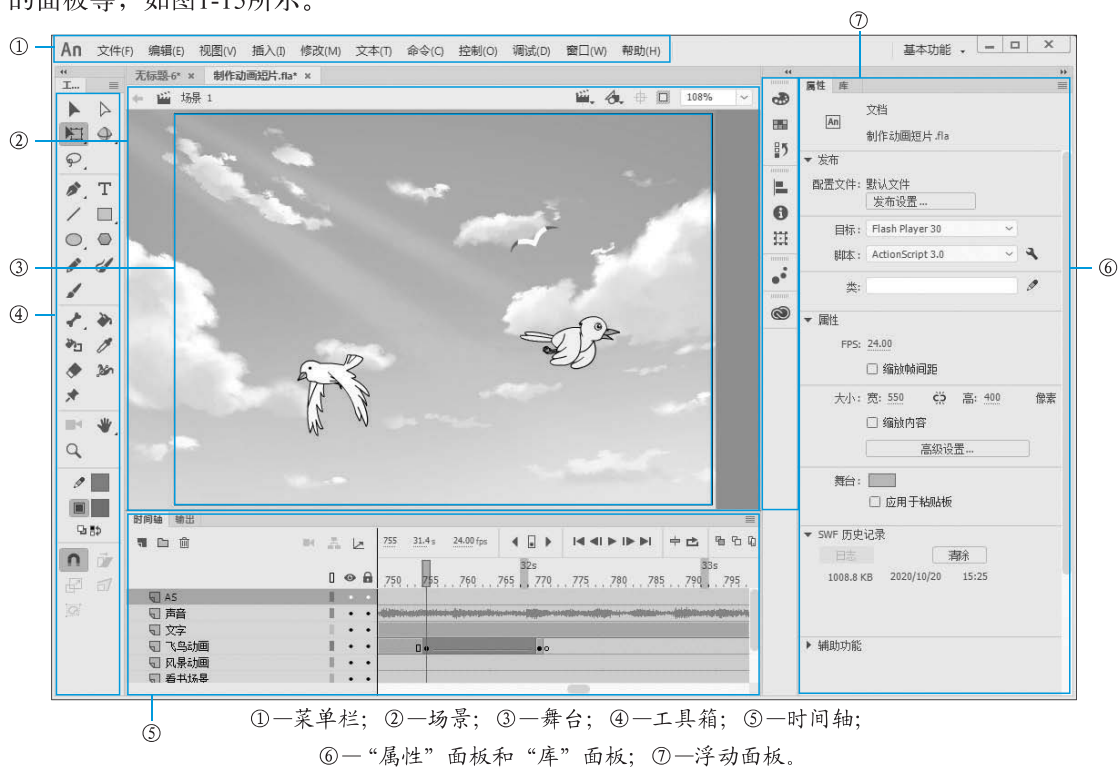 的面板等，如图1-15所示。
⑦
①
An 文件(F) 编辑(E) 视图(V) 插入(I) 修改(M) 文本(T) 命令(C) 控制(O) 调试(D) 窗口(W) 帮助(H)
基本功能
工...
无标题-6* × 制作动画短片.fla* ×
场景 1
108%
属性 库
②
③
④
An
文档
制作动画短片.fla
发布
配置文件: 默认文件
发布设置...
目标: Flash Player 30
脚本: ActionScript 3.0
⑥
类:
属性
FPS: 24.00
缩放帧间距
大小: 宽: 550 高: 400 像素
缩放内容
高级设置...
舞台:
应用于粘贴板
SWF 历史记录
日志 清除
1008.8 KB 2020/10/20 15:25
辅助功能
时间轴 输出
755 31.4 s 24.00 fps
32s 33s
750 755 760 765 770 775 780 785 790 795
AS
声音
文字
飞鸟动画
风景动画
看书场景
⑤
①—菜单栏；②—场景；③—舞台；④—工具箱；⑤—时间轴；
⑥—“属性”面板和“库”面板；⑦—浮动面板。